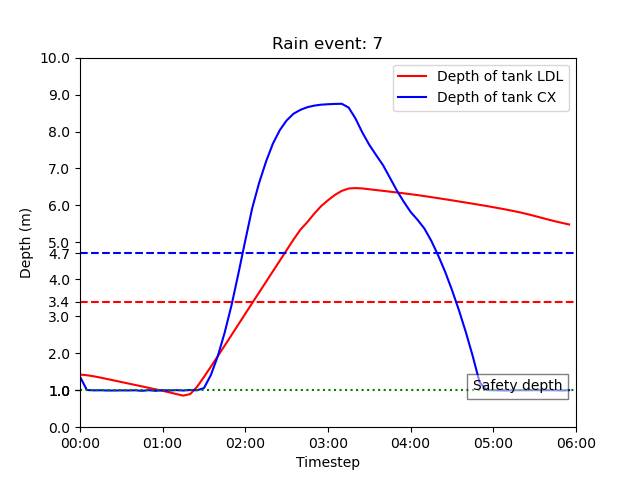 Rain event: 7
Depth of tank LDL
Depth of tank CX
Depth (m)
10.0
9.0
8.0
7.0
6.0
5.0
4.7
4.0
3.4
3.0
2.0
1.0
0.0
Safety depth
00:00 01:00 02:00 03:00 04:00 05:00 06:00
Timestep